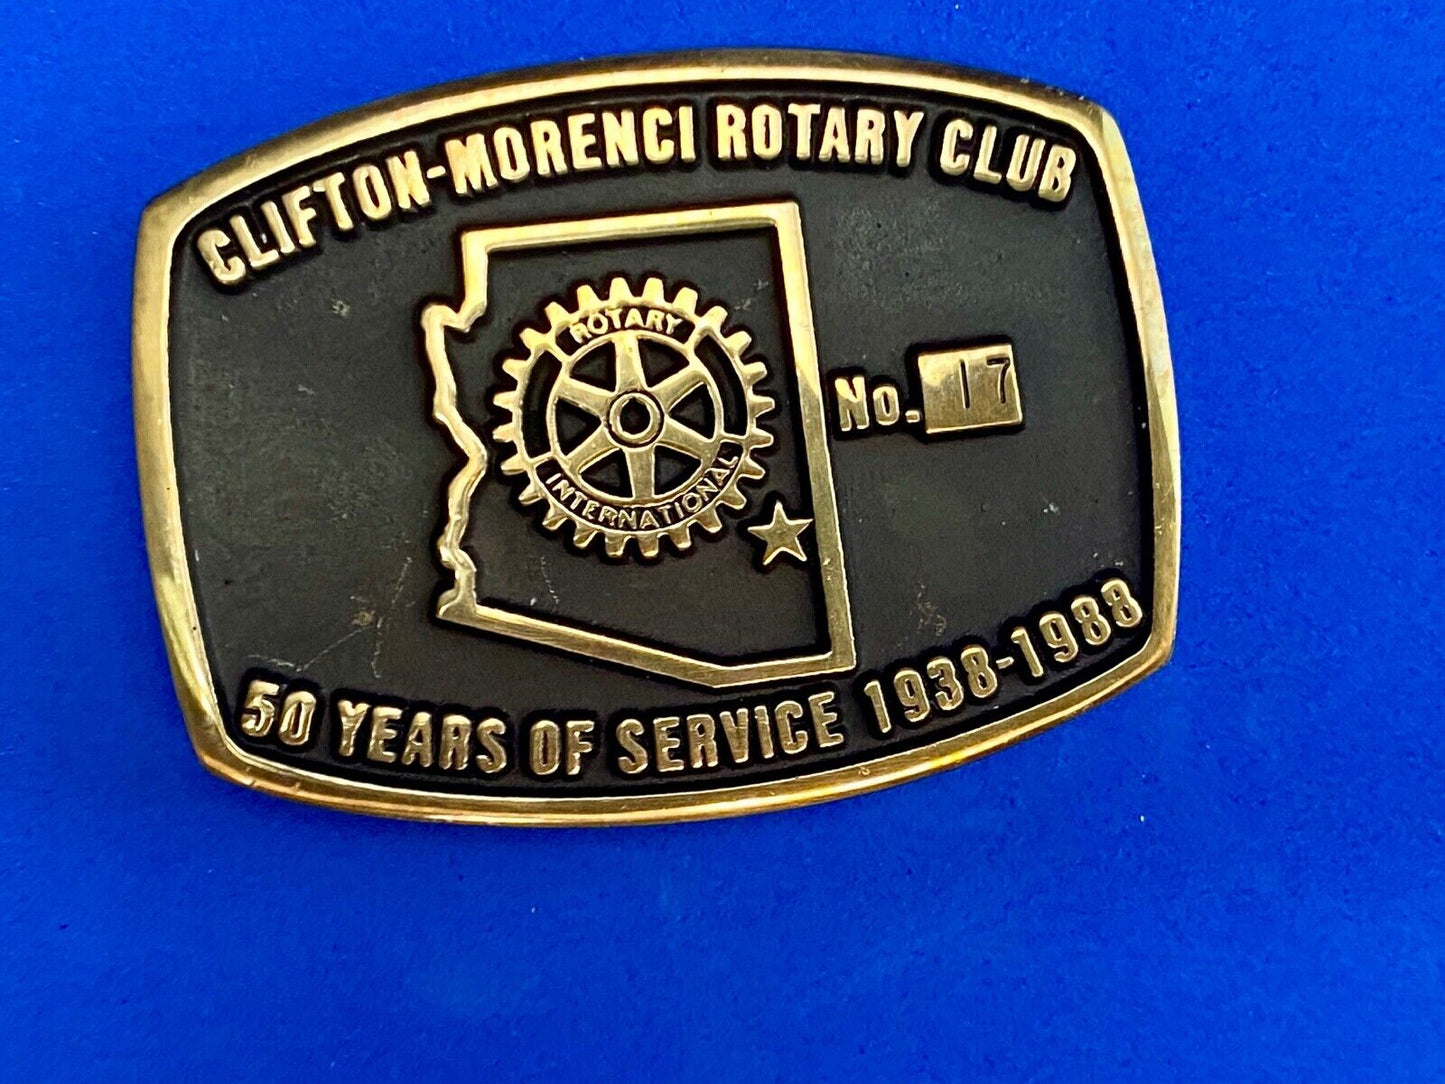 CLIFTON-MORENCI ROTARY CLUB
ROTARY
INTERNATIONAL
No. 17
50 YEARS OF SERVICE 1938-1988